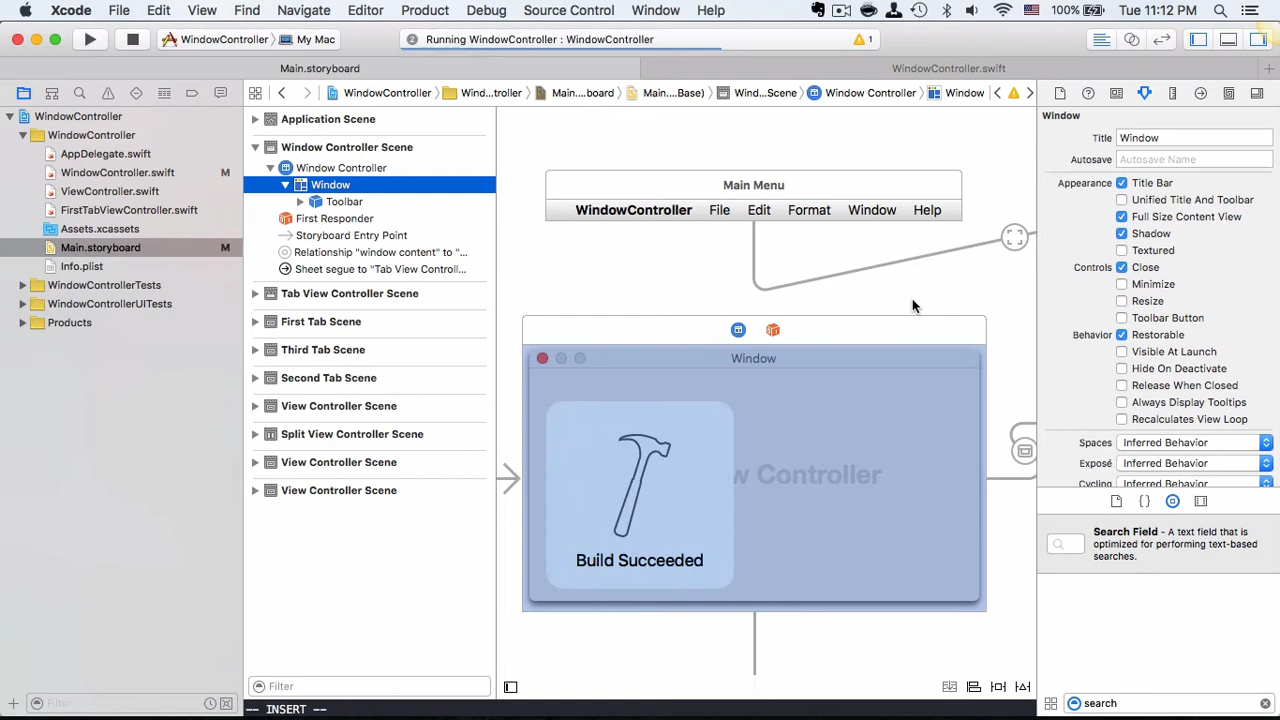 Xcode File Edit View Find Navigate Editor Product Debug Source Control Window Help 100% Tue 11:12 PM
WindowController My Mac 2 Running WindowController : WindowController 1
Main.storyboard WindowController.swift
WindowController Wind...troller Main....board Main....Base) Wind...Scene Window Controller Window
WindowController
WindowController
AppDelegate.swift
WindowController.swift M
ViewController.swift
FirstTabViewController.swift
Assets.xcassets
Main.storyboard M
Info.plist
WindowControllerTests
WindowControllerUITests
Products
Filter
Application Scene
Window Controller Scene
Window Controller
Window
Toolbar
First Responder
Storyboard Entry Point
Relationship "window content" to "...
Sheet segue to "Tab View Controll...
Tab View Controller Scene
First Tab Scene
Third Tab Scene
Second Tab Scene
View Controller Scene
Split View Controller Scene
View Controller Scene
View Controller Scene
Filter
-- INSERT --
Main Menu
WindowController File Edit Format Window Help
Window
w Controller
Build Succeeded
Window
Title Window
Autosave Autosave Name
Appearance Title Bar
Unified Title And Toolbar
Full Size Content View
Shadow
Textured
Controls Close
Minimize
Resize
Toolbar Button
Behavior Restorable
Visible At Launch
Hide On Deactivate
Release When Closed
Always Display Tooltips
Recalculates View Loop
Spaces Inferred Behavior
Exposé Inferred Behavior
Cycling Inferred Behavior
Search Field - A text field that is
optimized for performing text-based
searches.
search